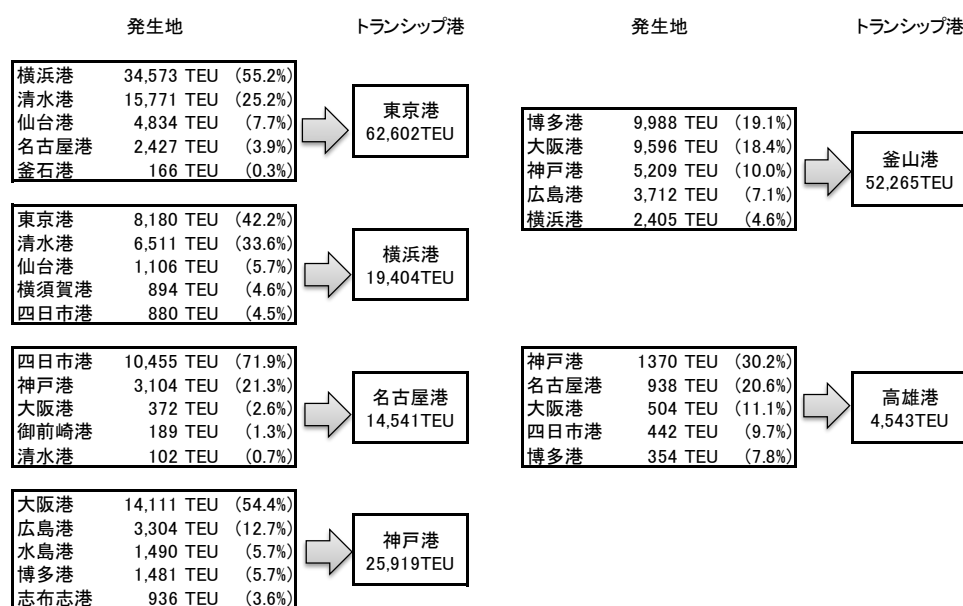 発生地 トランシップ港
横浜港 34,573 TEU (55.2%)
清水港 15,771 TEU (25.2%)
仙台港 4,834 TEU (7.7%)
名古屋港 2,427 TEU (3.9%)
釜石港 166 TEU (0.3%)
東京港
62,602TEU
東京港 8,180 TEU (42.2%)
清水港 6,511 TEU (33.6%)
仙台港 1,106 TEU (5.7%)
横須賀港 894 TEU (4.6%)
四日市港 880 TEU (4.5%)
横浜港
19,404TEU
四日市港 10,455 TEU (71.9%)
神戸港 3,104 TEU (21.3%)
大阪港 372 TEU (2.6%)
御前崎港 189 TEU (1.3%)
清水港 102 TEU (0.7%)
名古屋港
14,541TEU
大阪港 14,111 TEU (54.4%)
広島港 3,304 TEU (12.7%)
水島港 1,490 TEU (5.7%)
博多港 1,481 TEU (5.7%)
志布志港 936 TEU (3.6%)
神戸港
25,919TEU
発生地 トランシップ港
博多港 9,988 TEU (19.1%)
大阪港 9,596 TEU (18.4%)
神戸港 5,209 TEU (10.0%)
広島港 3,712 TEU (7.1%)
横浜港 2,405 TEU (4.6%)
釜山港
52,265TEU
神戸港 1370 TEU (30.2%)
名古屋港 938 TEU (20.6%)
大阪港 504 TEU (11.1%)
四日市港 442 TEU (9.7%)
博多港 354 TEU (7.8%)
高雄港
4,543TEU